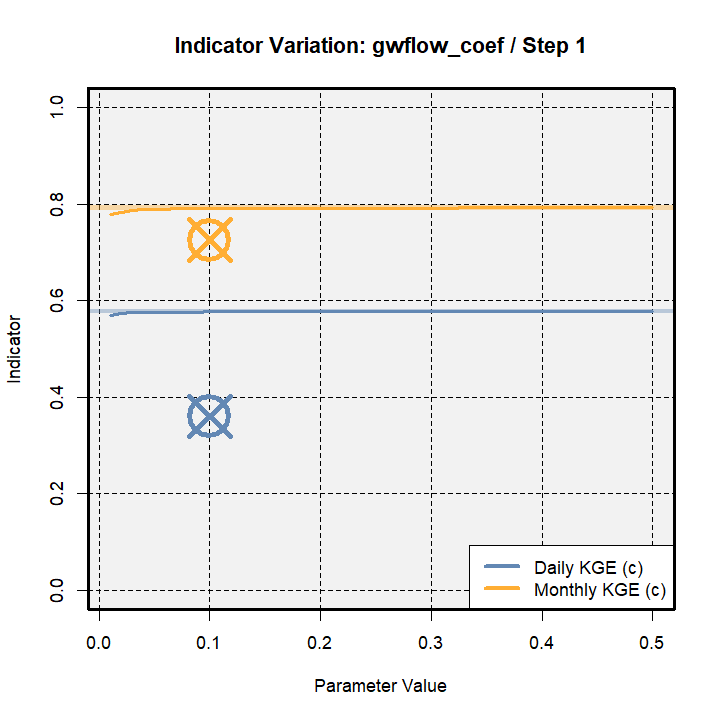 Indicator Variation: gwflow_coef / Step 1
Indicator
1.0
0.8
0.6
0.4
0.2
0.0
Daily KGE (c)
Monthly KGE (c)
0.0 0.1 0.2 0.3 0.4 0.5
Parameter Value